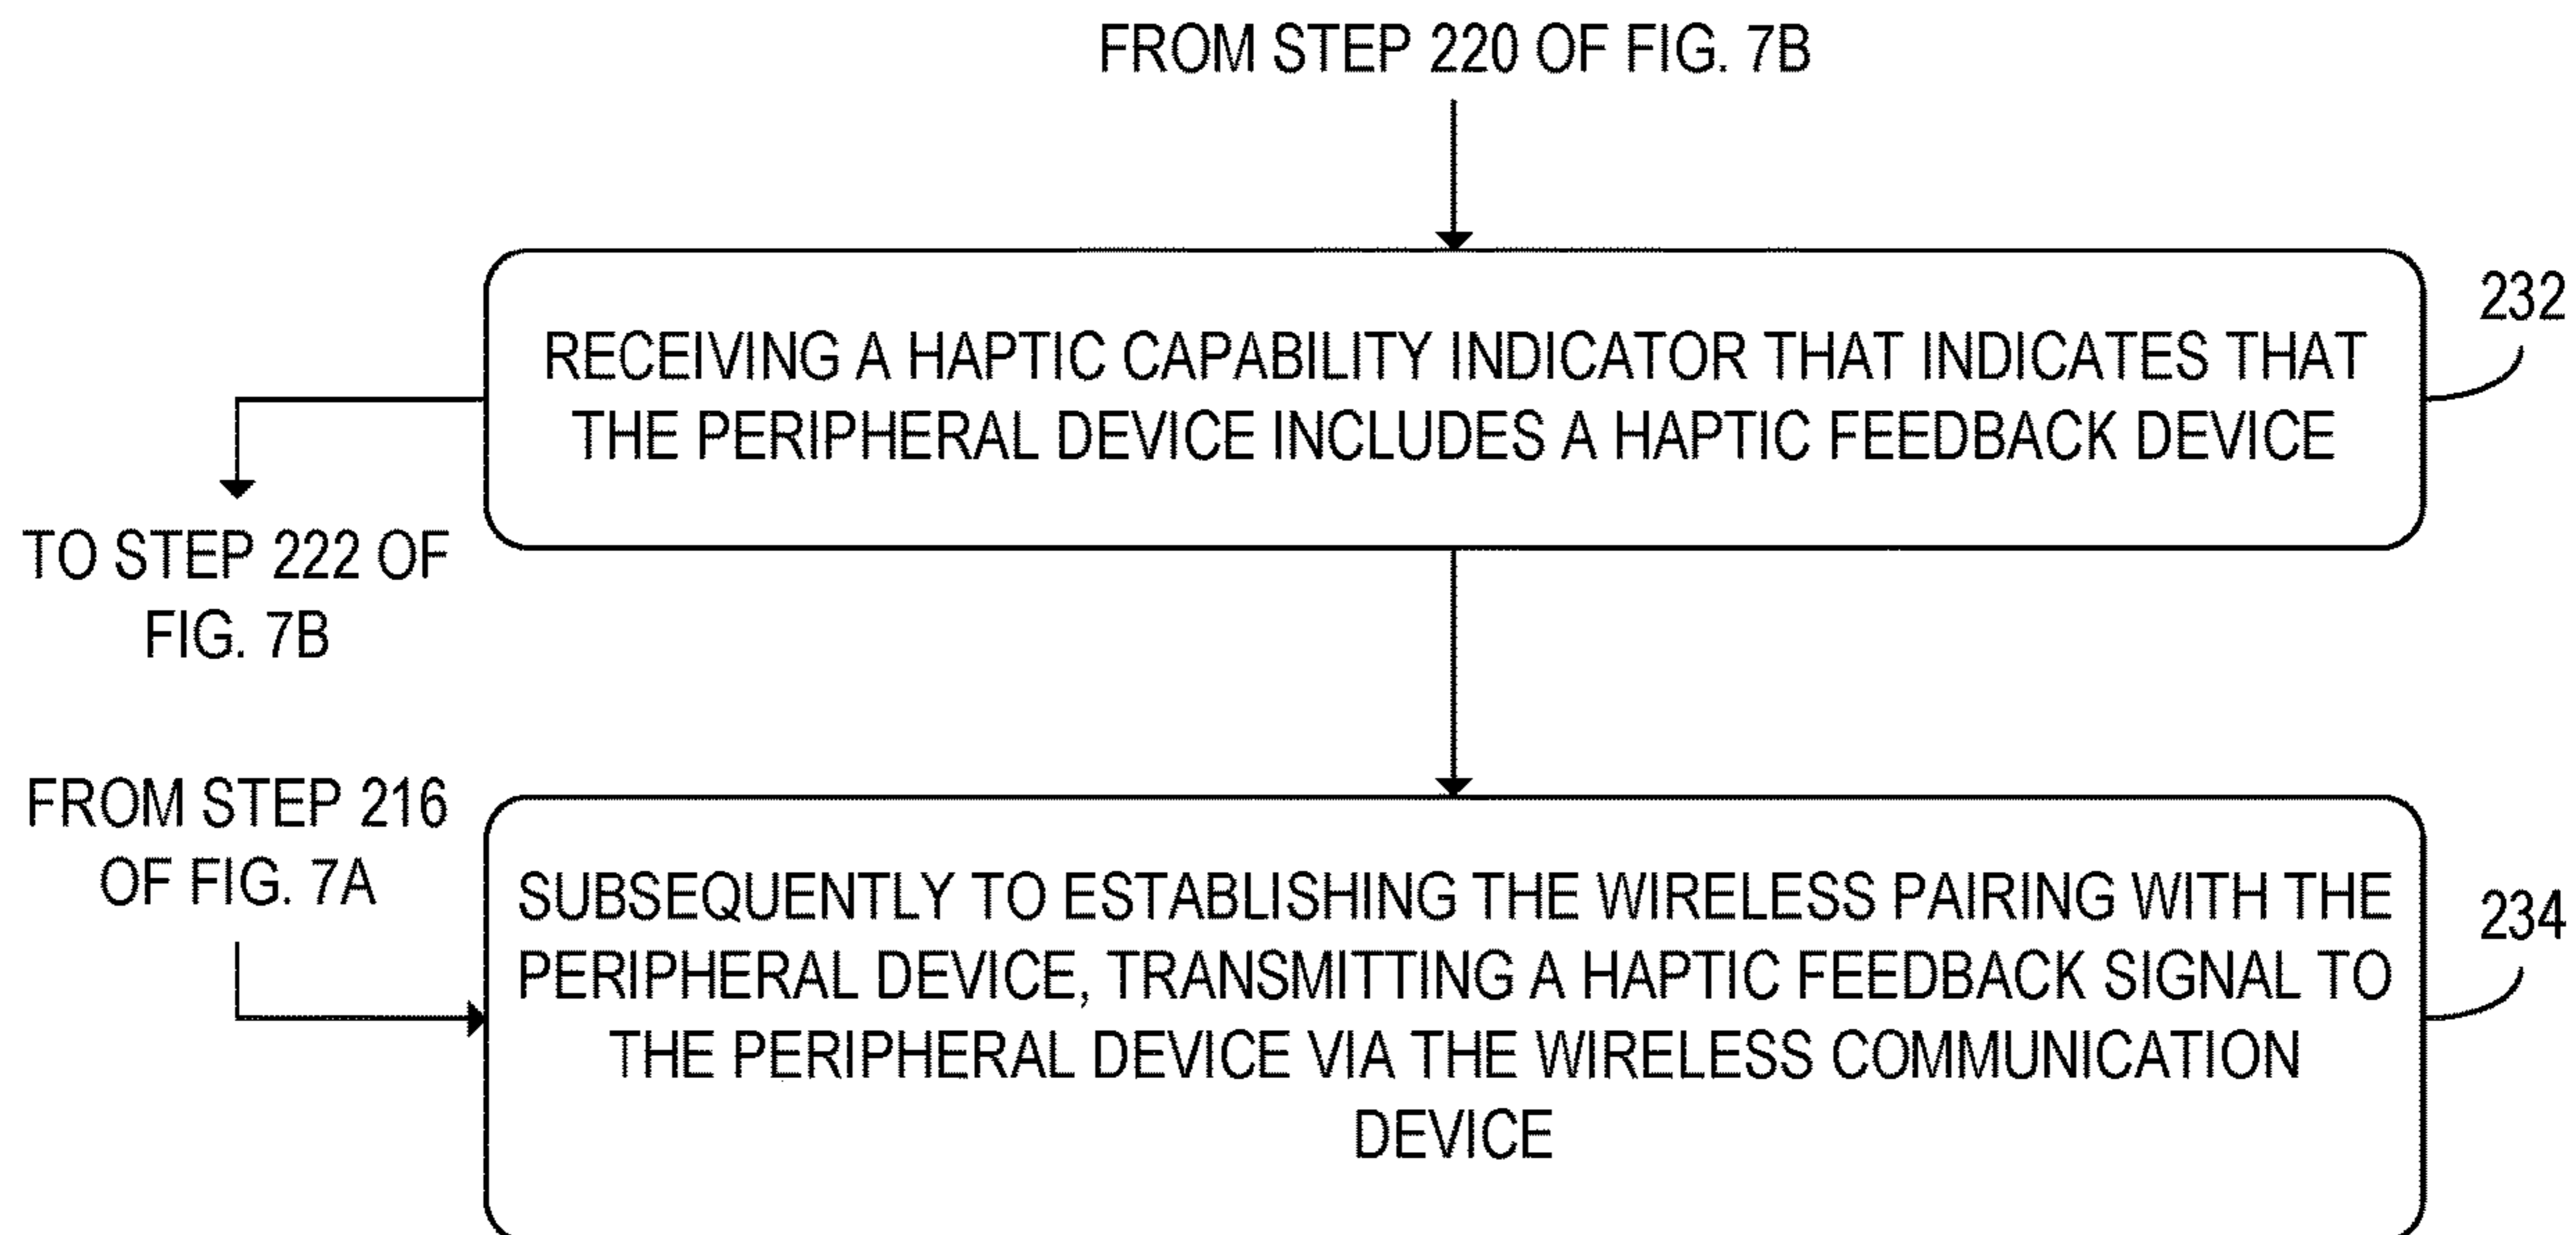 FROM STEP 220 OF FIG. 7B
232
RECEIVING A HAPTIC CAPABILITY INDICATOR THAT INDICATES THAT
THE PERIPHERAL DEVICE INCLUDES A HAPTIC FEEDBACK DEVICE
TO STEP 222 OF
FIG. 7B
FROM STEP 216
OF FIG. 7A
234
SUBSEQUENTLY TO ESTABLISHING THE WIRELESS PAIRING WITH THE
PERIPHERAL DEVICE, TRANSMITTING A HAPTIC FEEDBACK SIGNAL TO
THE PERIPHERAL DEVICE VIA THE WIRELESS COMMUNICATION
DEVICE